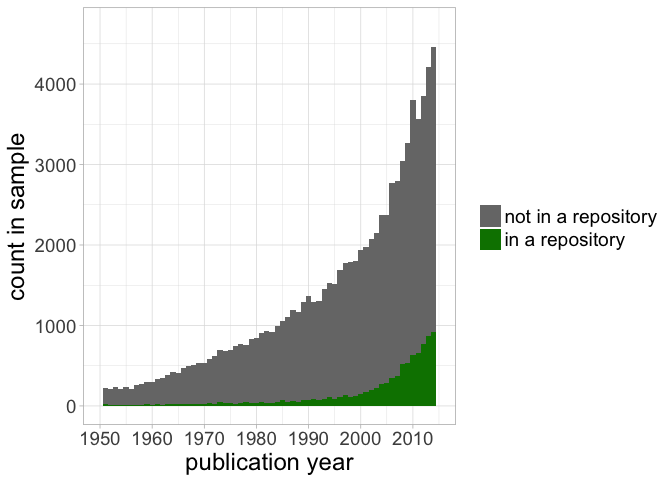 count in sample
4000
3000
2000
1000
0
1950 1960 1970 1980 1990 2000 2010
publication year
not in a repository
in a repository